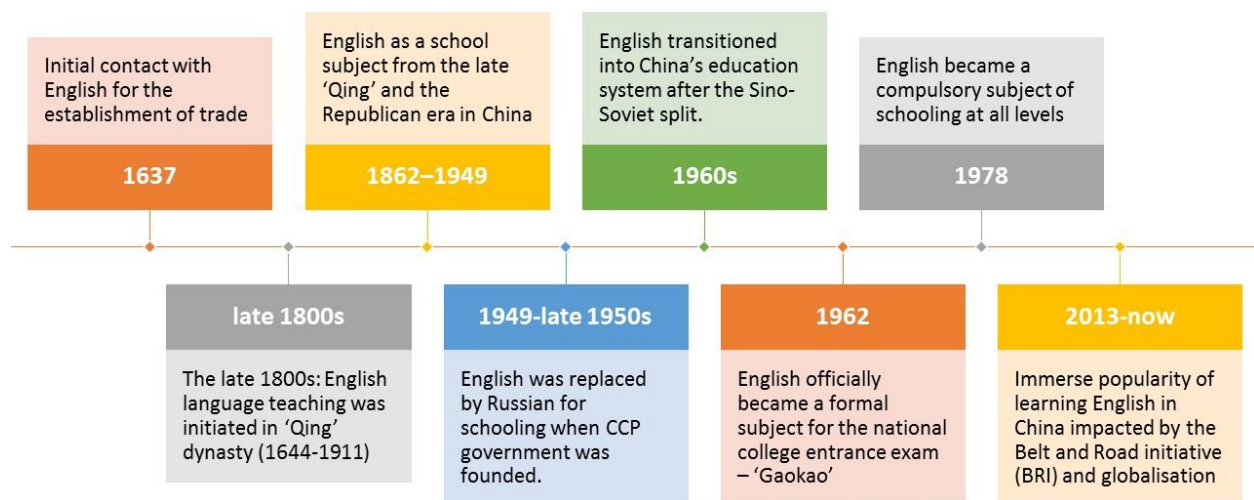 Initial contact with
English for the
establishment of trade
1637
English as a school
subject from the late
‘Qing’ and the
Republican era in China
1862–1949
English transitioned
into China’s education
system after the Sino-
Soviet split.
1960s
English became a
compulsory subject of
schooling at all levels
1978
late 1800s
The late 1800s: English
language teaching was
initiated in ‘Qing’
dynasty (1644-1911)
1949-late 1950s
English was replaced
by Russian for
schooling when CCP
government was
founded.
1962
English officially
became a formal
subject for the national
college entrance exam
– ‘Gaokao’
2013-now
Immerse popularity of
learning English in
China impacted by the
Belt and Road initiative
(BRI) and globalisation